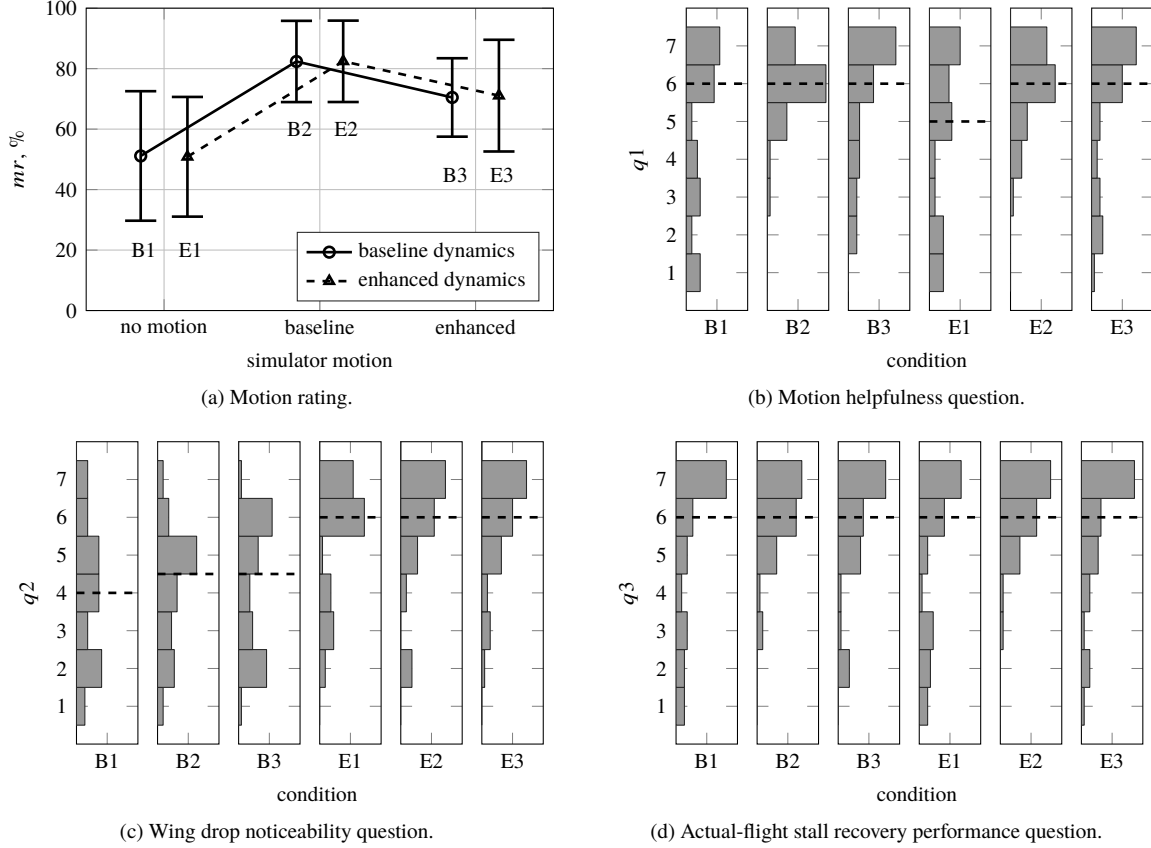 100
80
60
40
20
0
mr, %
B1
E1
B2
E2
B3
E3
baseline dynamics
enhanced dynamics
no motion
baseline
enhanced
simulator motion
(a) Motion rating.
7
6
5
4
3
2
1
q1
B1 B2 B3 E1 E2 E3
condition
(b) Motion helpfulness question.
7
6
5
4
3
2
1
q2
B1 B2 B3 E1 E2 E3
condition
(c) Wing drop noticeability question.
7
6
5
4
3
2
1
q3
B1 B2 B3 E1 E2 E3
condition
(d) Actual-flight stall recovery performance question.